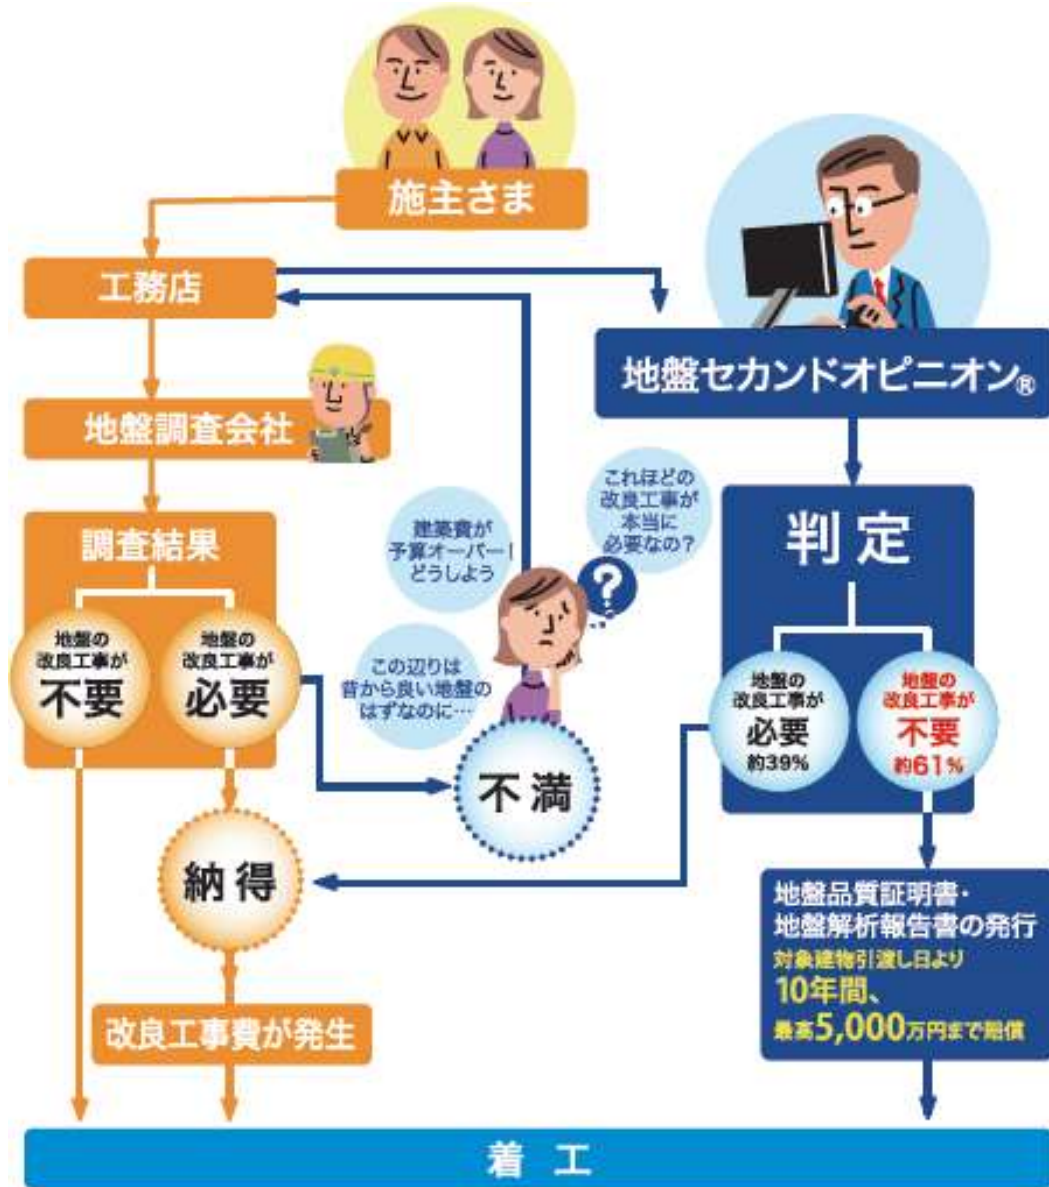 施主さま
工務店
地盤セカンドオピニオン®
地盤調査会社
これほどの
改良工事が
本当に
必要なの?
建築費が
予算オーバー!
どうしよう
?
調査結果
判定
地盤の
改良工事が
不要
地盤の
改良工事が
必要
この辺りは
昔から良い地盤の
はずなのに…
不満
地盤の
改良工事が
必要
約39%
地盤の
改良工事が
不要
約61%
納得
地盤品質証明書・
地盤解析報告書の発行
対象建物引渡し日より
10年間、
最高5,000万円まで賠償
改良工事費が発生
着工